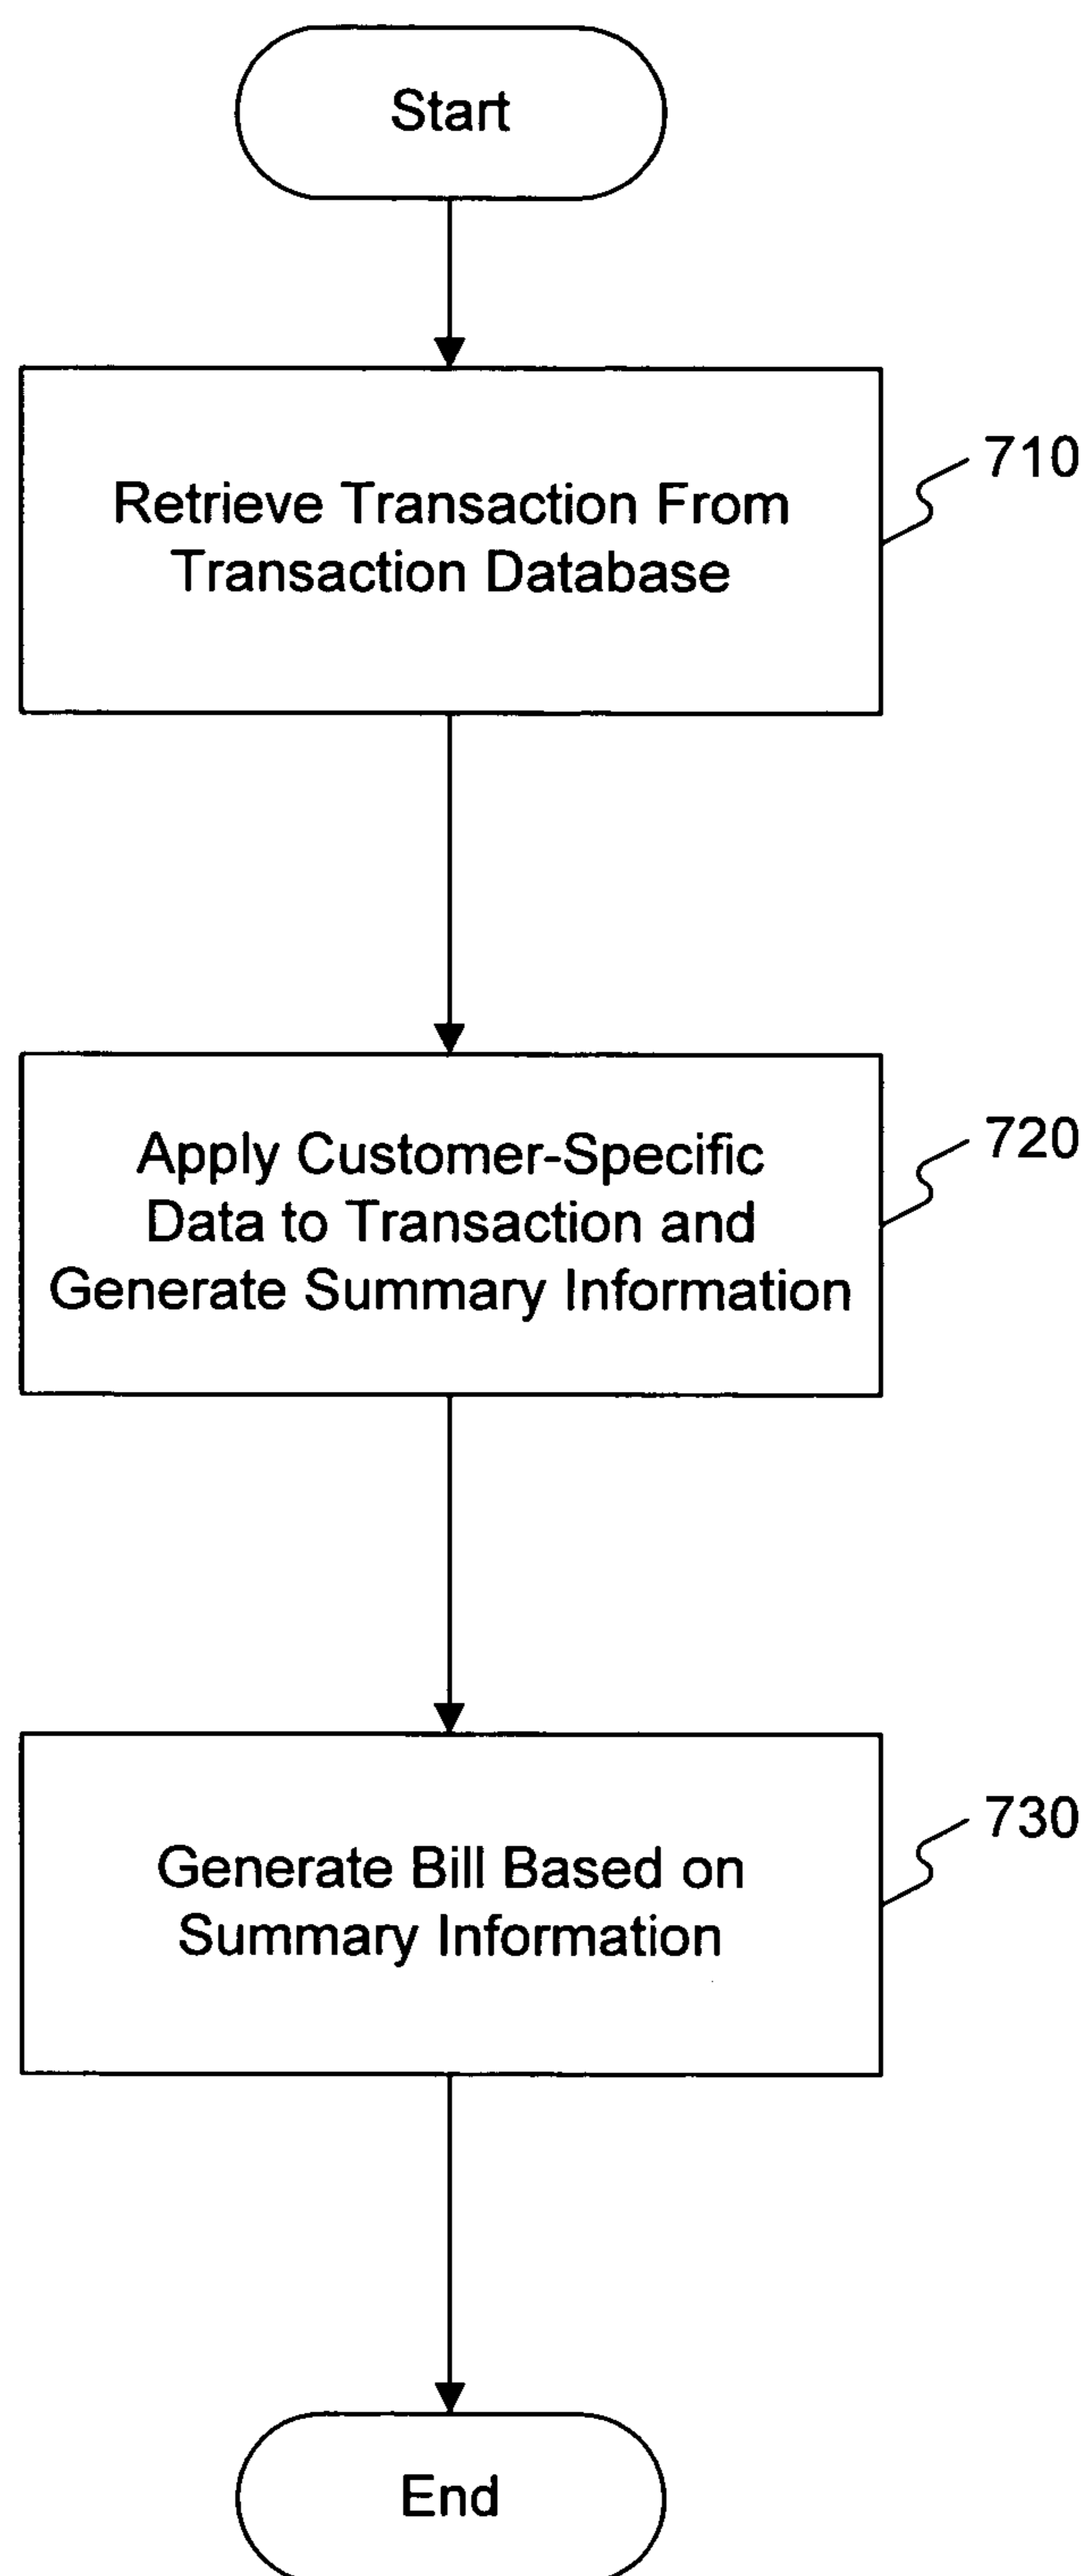 Start
710
Retrieve Transaction From
Transaction Database
720
Apply Customer-Specific
Data to Transaction and
Generate Summary Information
730
Generate Bill Based on
Summary Information
End